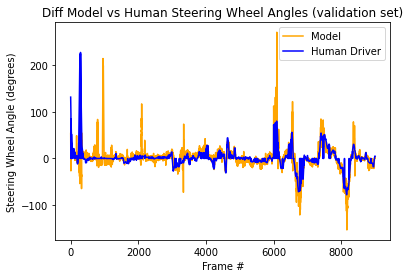 Diff Model vs Human Steering Wheel Angles (validation set)
Model
Human Driver
Steering Wheel Angle (degrees)
200
100
0
−100
0 2000 4000 6000 8000
Frame #